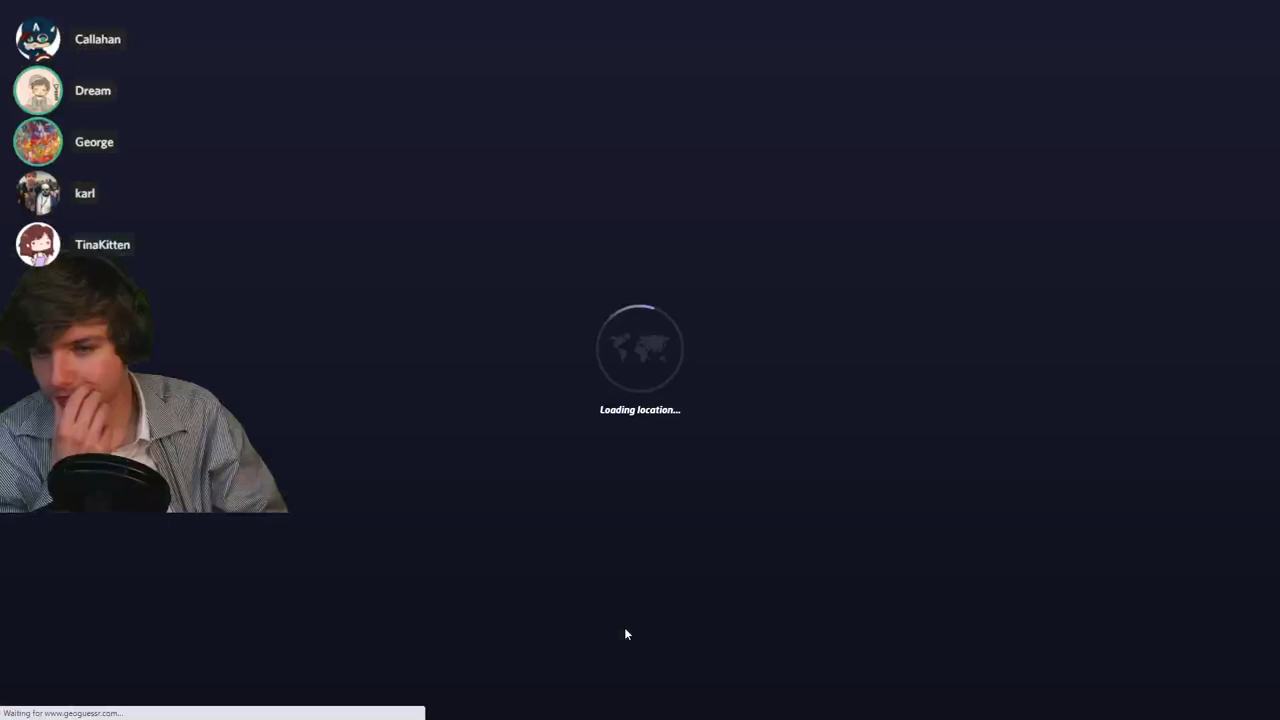 Callahan
Dream
George
karl
TinaKitten
Loading location...
Waiting for www.geoguessr.com...